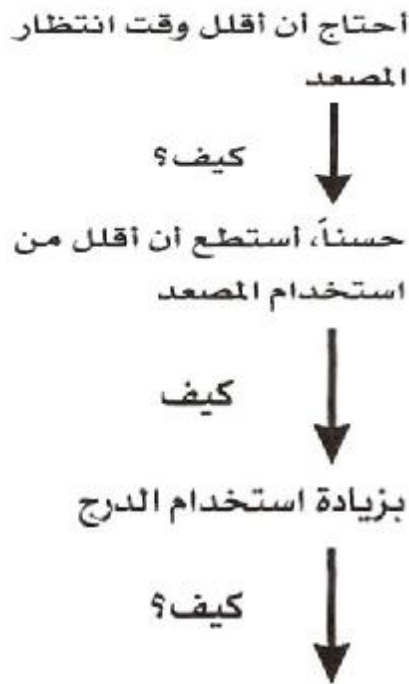 أحتاج أن أقلل وقت انتظار
المصعد
كيف؟
حسناً، أستطع أن أقلل من
استخدام المصعد
كيف
بزيادة استخدام الدرج
كيف؟